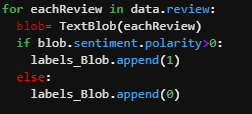 for eachReview in data.review:
    blob= TextBlob(eachReview)
    if blob.sentiment.polarity>0:
        labels_Blob.append(1)
    else:
        labels_Blob.append(0)